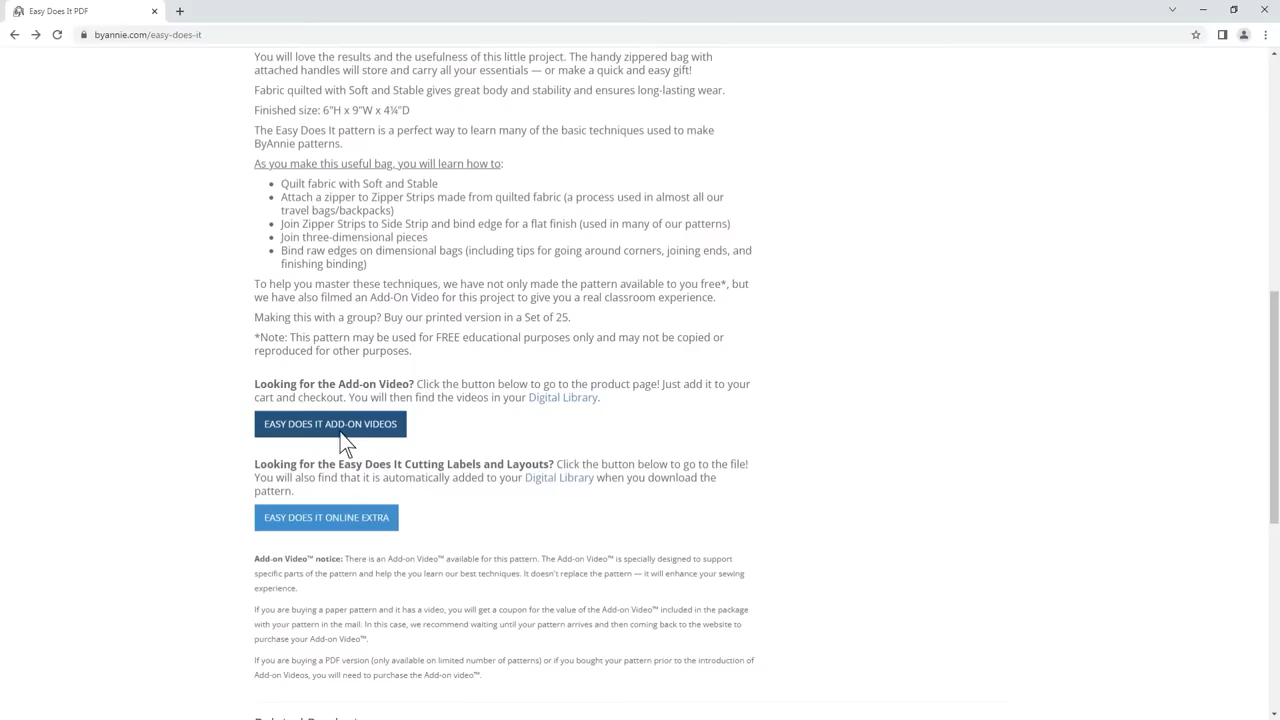 Easy Does It PDF
byannie.com/easy-does-it
You will love the results and the usefulness of this little project. The handy zippered bag with
attached handles will store and carry all your essentials — or make a quick and easy gift!
Fabric quilted with Soft and Stable gives great body and stability and ensures long-lasting wear.
Finished size: 6"H x 9"W x 4¼"D
The Easy Does It pattern is a perfect way to learn many of the basic techniques used to make
ByAnnie patterns.
As you make this useful bag, you will learn how to:
• Quilt fabric with Soft and Stable
• Attach a zipper to Zipper Strips made from quilted fabric (a process used in almost all our
travel bags/backpacks)
• Join Zipper Strips to Side Strip and bind edge for a flat finish (used in many of our patterns)
• Join three-dimensional pieces
• Bind raw edges on dimensional bags (including tips for going around corners, joining ends, and
finishing binding)
To help you master these techniques, we have not only made the pattern available to you free*, but
we have also filmed an Add-On Video for this project to give you a real classroom experience.
Making this with a group? Buy our printed version in a Set of 25.
*Note: This pattern may be used for FREE educational purposes only and may not be copied or
reproduced for other purposes.
Looking for the Add-on Video? Click the button below to go to the product page! Just add it to your
cart and checkout. You will then find the videos in your Digital Library.
EASY DOES IT ADD-ON VIDEOS
Looking for the Easy Does It Cutting Labels and Layouts? Click the button below to go to the file!
You will also find that it is automatically added to your Digital Library when you download the
pattern.
EASY DOES IT ONLINE EXTRA
Add-on Video™ notice: There is an Add-on Video™ available for this pattern. The Add-on Video™ is specially designed to support
specific parts of the pattern and help the you learn our best techniques. It doesn't replace the pattern — it will enhance your sewing
experience.
If you are buying a paper pattern and it has a video, you will get a coupon for the value of the Add-on Video™ included in the package
with your pattern in the mail. In this case, we recommend waiting until your pattern arrives and then coming back to the website to
purchase your Add-on Video™.
If you are buying a PDF version (only available on limited number of patterns) or if you bought your pattern prior to the introduction of
Add-on Videos, you will need to purchase the Add-on video™.